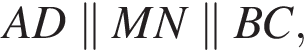 AD ∥ MN ∥ BC,